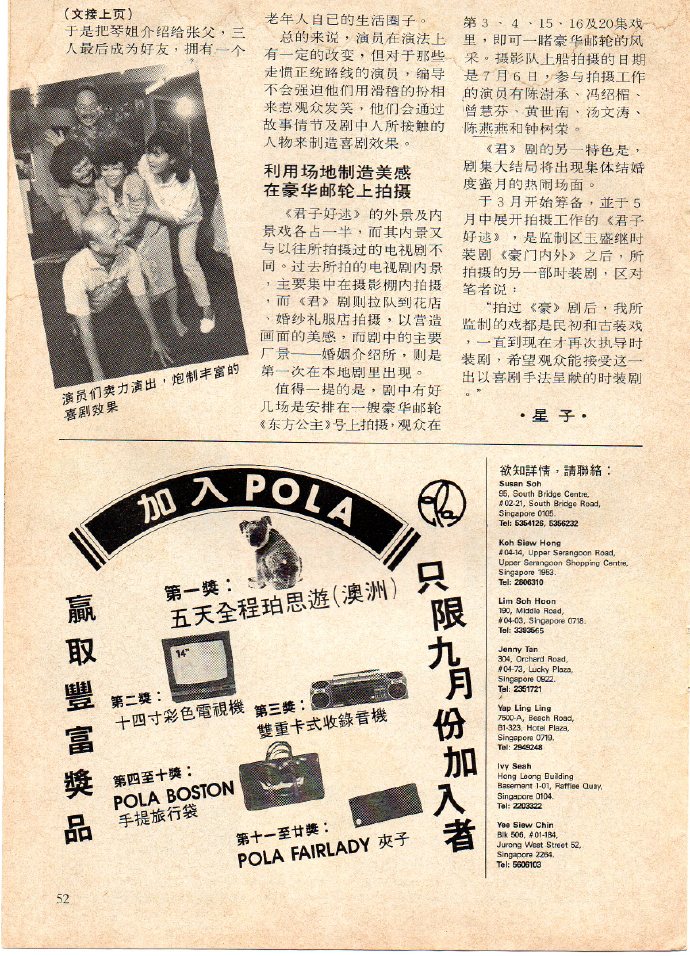 (文接上页)
于是把琴姐介绍给张父，三
人最后成为好友，拥有一个
演员们卖力演出，炮制丰富的
喜剧效果
老年人自己的生活圈子。
总的来说，演员在演法上
有一定的改变，但对于那些
走惯正统路线的演员，编导
不会强迫他们用滑稽的扮相
来惹观众发笑，他们会通过
故事情节及剧中人所接触的
人物来制造喜剧效果。
利用场地制造美感
在豪华邮轮上拍摄
《君子好逑》的外景及内
景戏各占一半，而其内景又
与以往所拍摄过的电视剧不
同。过去所拍的电视剧内景
，主要集中在摄影棚内拍摄
，而《君》剧则拉队到花店
、婚纱礼服店拍摄，以营造
画面的美感，而剧中的主要
厂景——婚姻介绍所，则是
第一次在本地剧里出现。
值得一提的是，剧中有好
几场是安排在一艘豪华邮轮
《东方公主》号上拍摄，观众在
第3、4、15、16及20集戏
里，即可一睹豪华邮轮的风
采。摄影队上船拍摄的日期
是7月6日，参与拍摄工作
的演员有陈澍承、冯绍楣、
曾慧芬、黄世南、汤文涛、
陈燕燕和钟树荣。
《君》剧的另一特色是，
剧集大结局将出现集体结婚
度蜜月的热闹场面。
于3月开始筹备，並于5
月中展开拍摄工作的《君子
好逑》，是监制区玉盛继时
装剧《豪门内外》之后，所
拍摄的另一部时装剧，区对
笔者说：
“拍过《豪》剧后，我所
监制的戏都是民初和古装戏
，一直到现在才再次执导时
装剧，希望观众能接受这一
出以喜剧手法呈献的时装剧
。”
·星子·
加入POLA
pola
赢取豐富獎品
第一獎：
五天全程珀思遊(澳洲)
14"
第二獎：
十四寸彩色電視機
第三獎：
雙重卡式收錄音機
第四至十獎：
POLA BOSTON
手提旅行袋
第十一至廿獎：
POLA FAIRLADY 夾子
只限九月份加入者
欲知詳情，請聯絡：
Susan Soh
95, South Bridge Centre,
#02-21, South Bridge Road,
Singapore 0105.
Tel: 5354126, 5356232
Koh Siew Hong
#04-14, Upper Serangoon Road,
Upper Serangoon Shopping Centre,
Singapore 1953.
Tel: 2806310
Lim Soh Hoon
190, Middle Road,
#04-03, Singapore 0718.
Tel: 3393565
Jenny Tan
304, Orchard Road,
#04-73, Lucky Plaza,
Singapore 0922.
Tel: 2351721
Yap Ling Ling
7500-A, Beach Road,
B1-323, Hotel Plaza,
Singapore 0719.
Tel: 2949248
Ivy Seah
Hong Leong Building
Basement 1-01, Raffles Quay,
Singapore 0104.
Tel: 2203322
Yee Siew Chin
Blk 506, #01-184,
Jurong West Street 52,
Singapore 2264.
Tel: 5606103
52